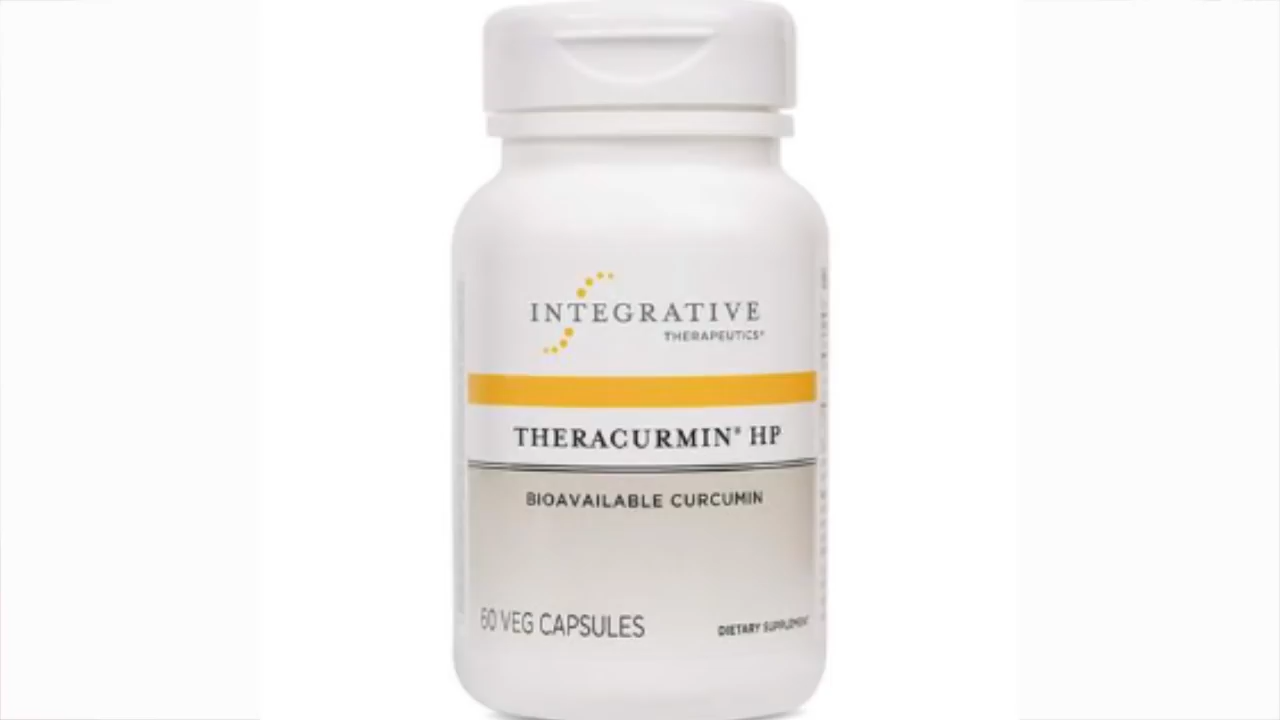 INTEGRATIVE
THERAPEUTICS®
THERACURMIN® HP
BIOAVAILABLE CURCUMIN
60 VEG CAPSULES
DIETARY SUPPLEMENT